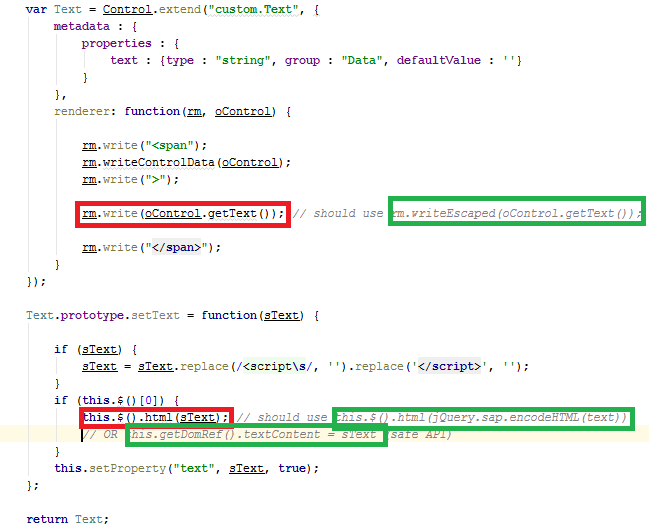 var Text = Control.extend("custom.Text", {
metadata : {
properties : {
text : {type : "string", group : "Data", defaultValue : ''}
}
},
renderer: function(rm, oControl) {
rm.write("<span");
rm.writeControlData(oControl);
rm.write(">");
rm.write(oControl.getText()); // should use rm.writeEscaped(oControl.getText());
rm.write("</span>");
}
});
Text.prototype.setText = function(sText) {
if (sText) {
sText = sText.replace(/<script\s/, '').replace('</script>', '');
}
if (this.$()[0]) {
this.$().html(sText); // should use this.$().html(jQuery.sap.encodeHTML(text))
// OR this.getDomRef().textContent = sText (safe API)
}
this.setProperty("text", sText, true);
};
return Text;